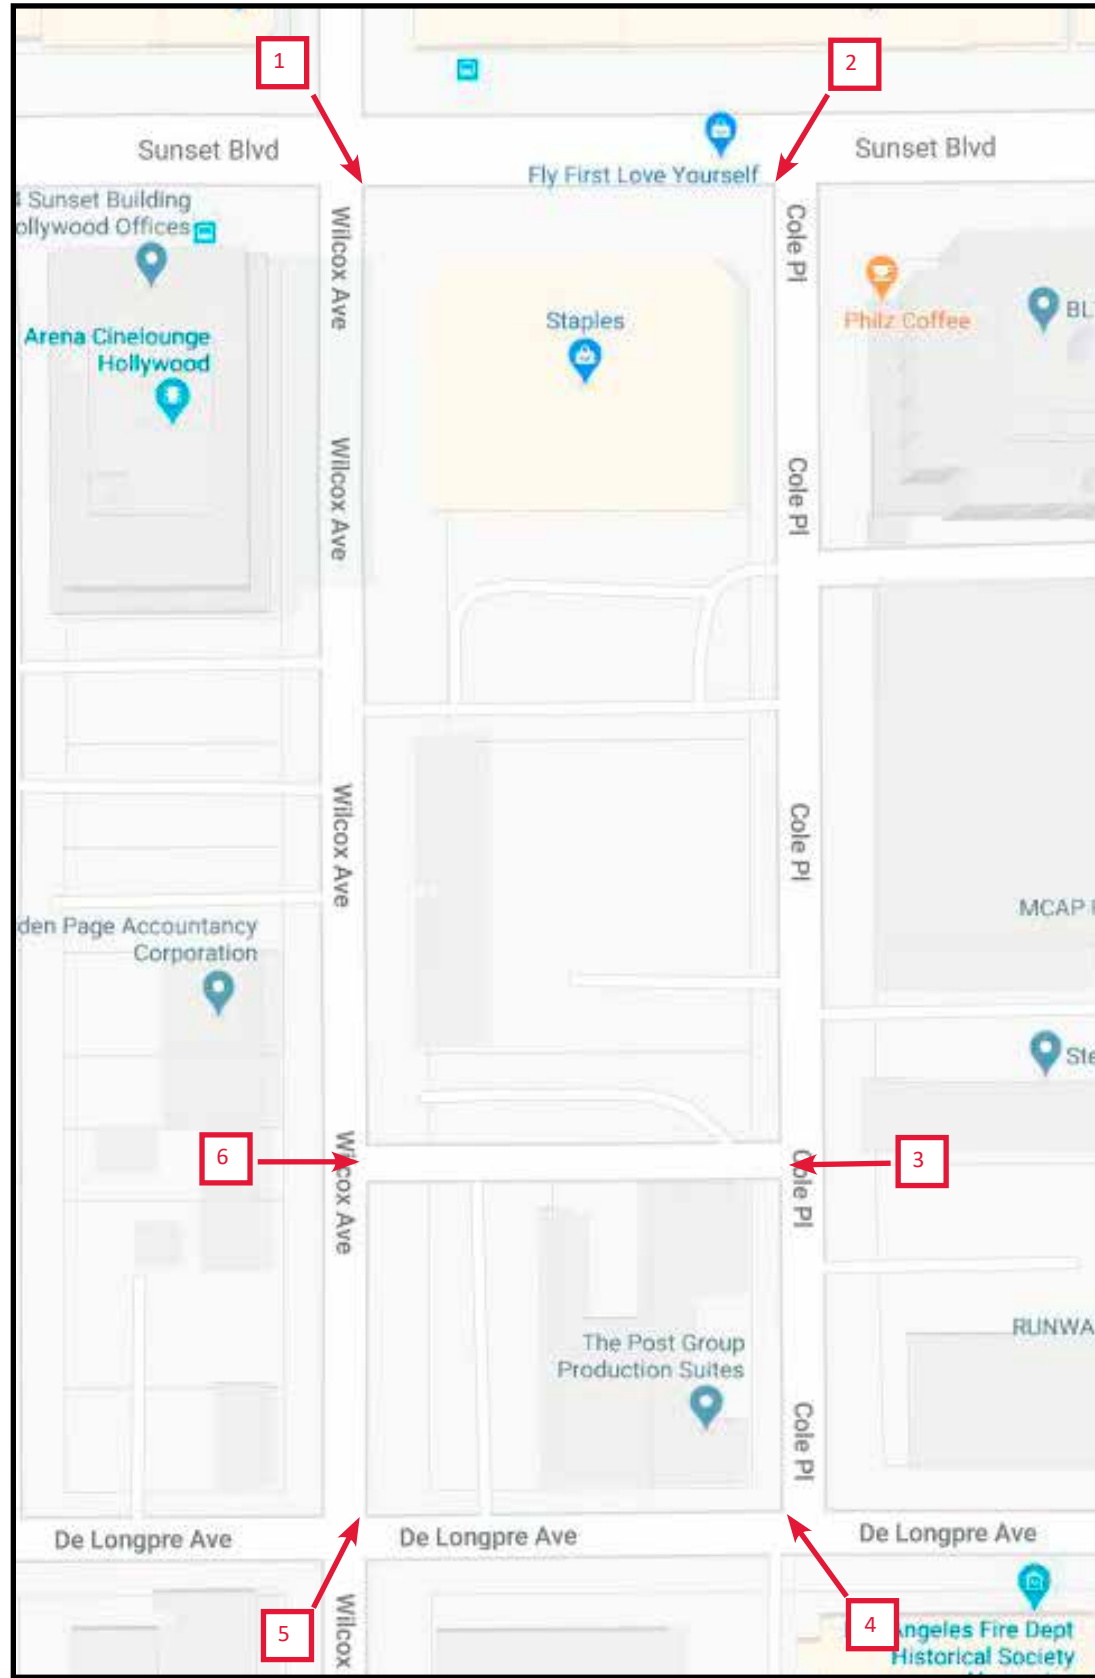 1
2
Sunset Blvd
Sunset Blvd
Fly First Love Yourself
Sunset Building
ollywood Offices
Wilcox Ave
Cole Pl
Arena Cinelounge
Hollywood
Staples
Philz Coffee
BL
Wilcox Ave
Cole Pl
Wilcox Ave
Cole Pl
MCAP
den Page Accountancy
Corporation
Ste
6
Wilcox Ave
Cole Pl
3
The Post Group
Production Suites
RUNWA
Cole Pl
De Longpre Ave
De Longpre Ave
De Longpre Ave
5
Wilcox
4
Angeles Fire Dept
Historical Society